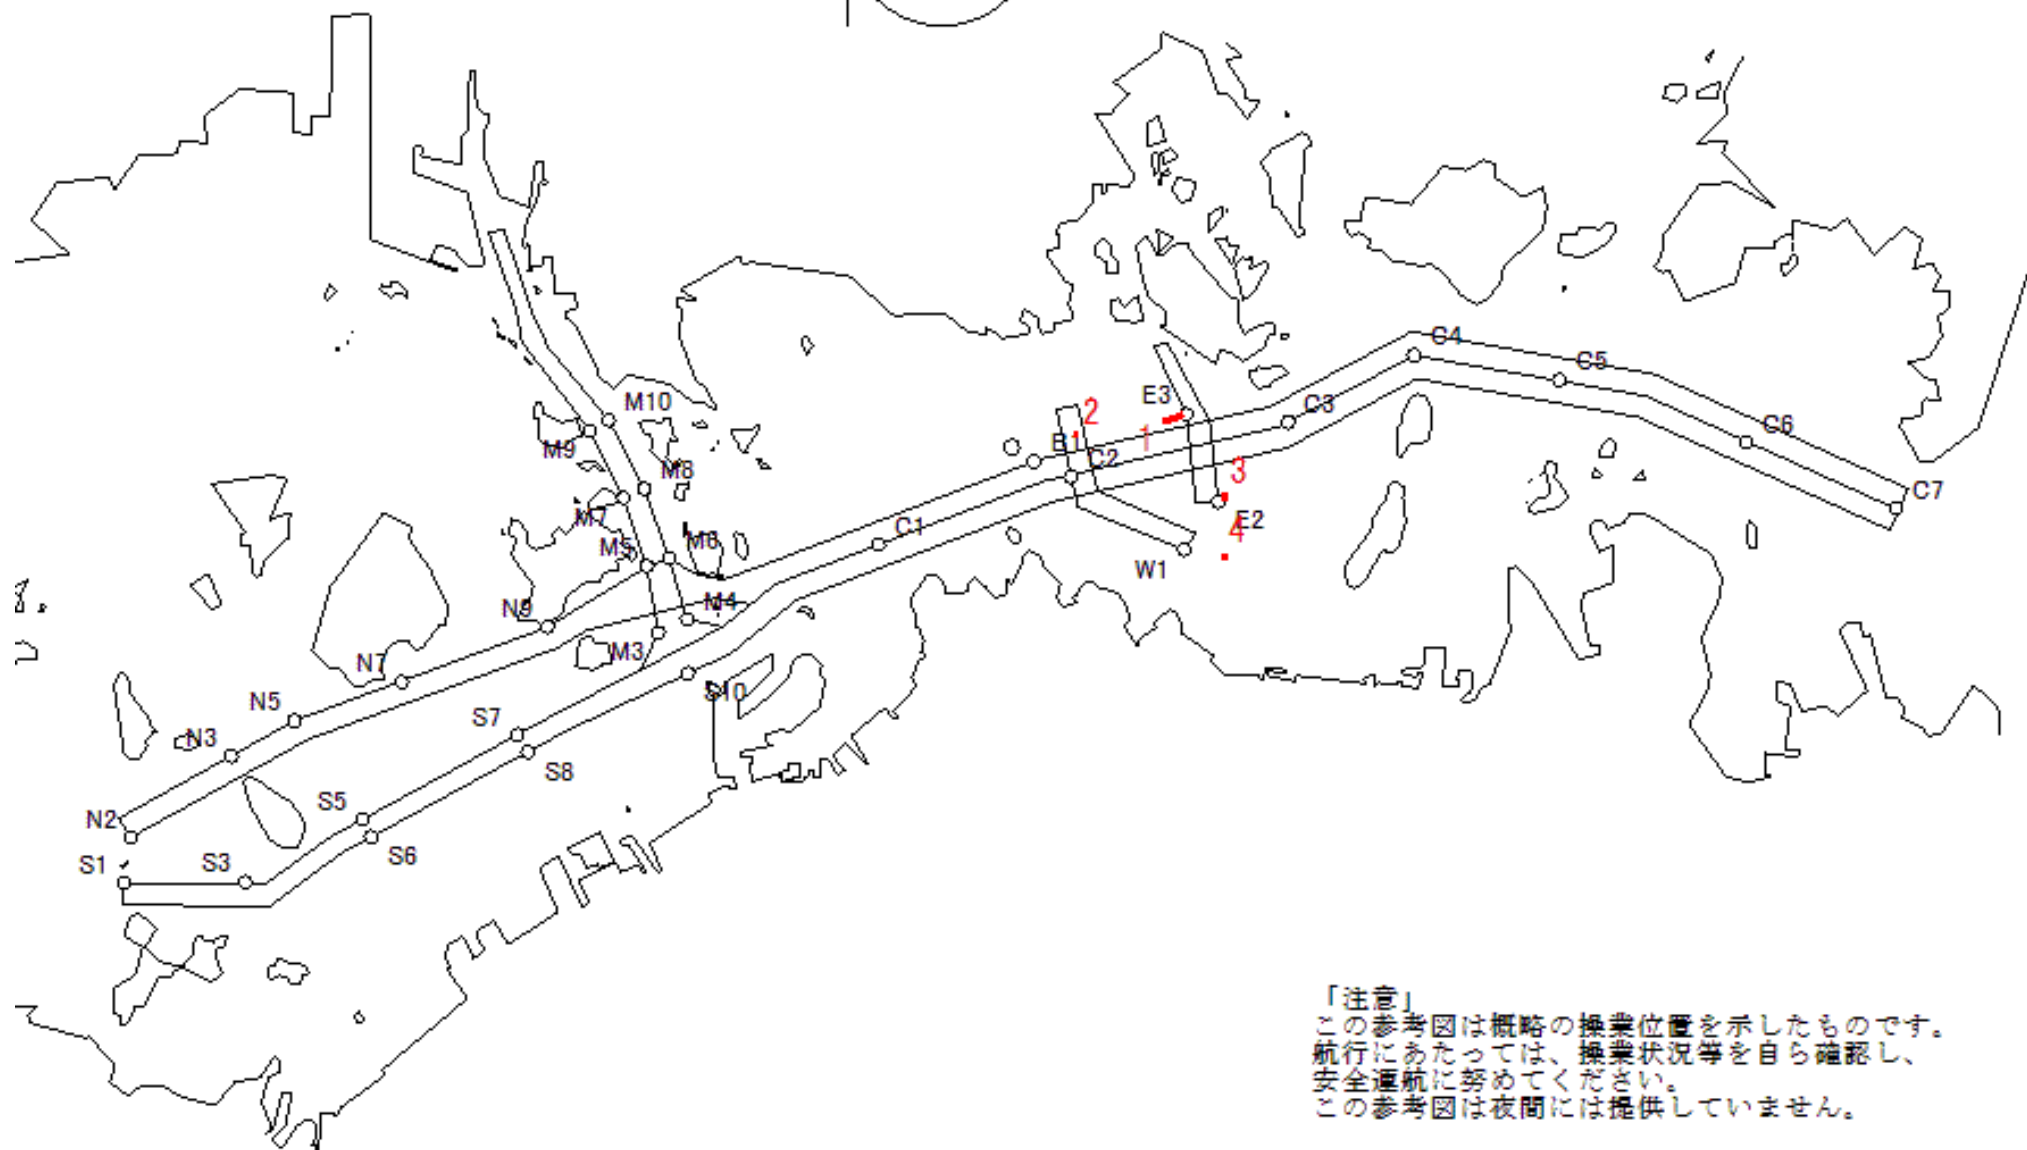 C4
C5
E3
M10
2
C3
C6
1
B1
M9
C2
M8
3
C7
M7
C1
E2
4
M5
M6
W1
N9
M4
M3
N7
S10
N5
S7
N3
S8
S5
N2
S6
S1
S3
「注意」
この参考図は概略の操業位置を示したものです。
航行にあたっては、操業状況等を自ら確認し、
安全運航に努めてください。
この参考図は夜間には提供していません。